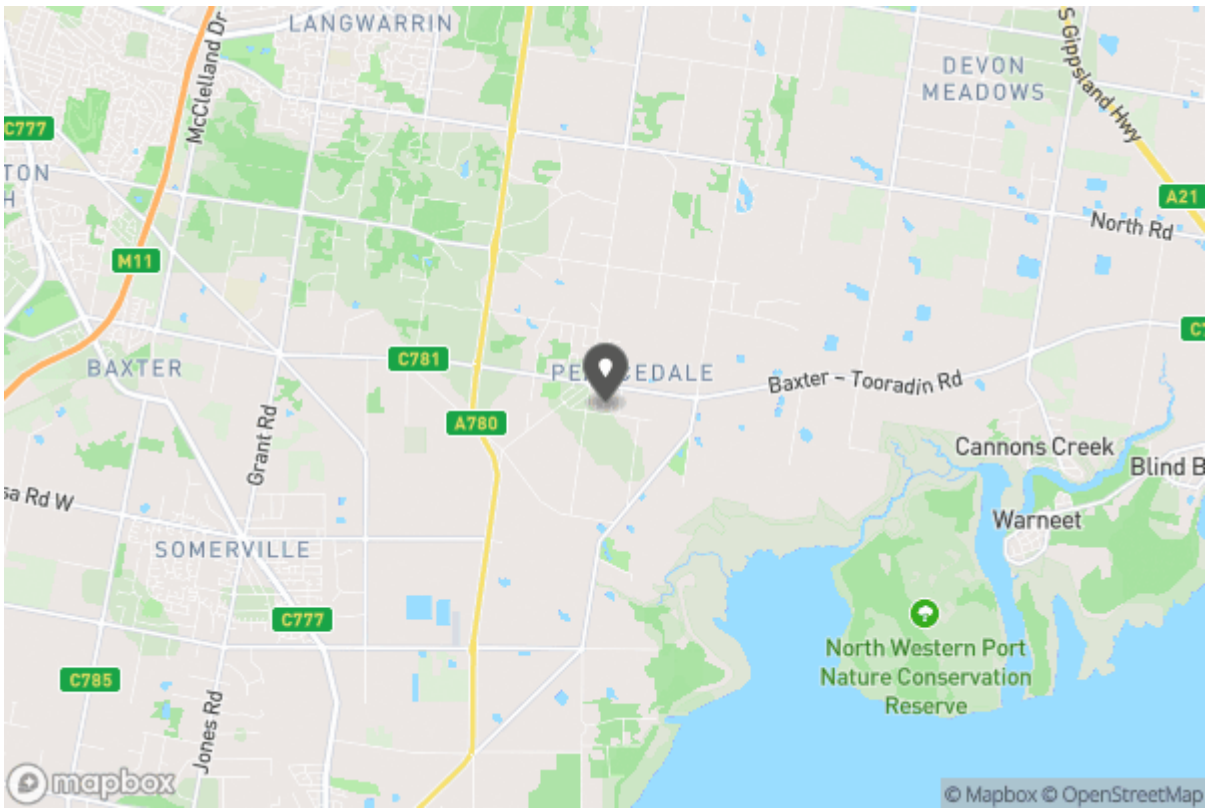 LANGWARRIN
McClelland Dr
S Gippsland Hwy
DEVON
MEADOWS
C777
TON
H
A21
North Rd
M11
C781
BAXTER
Baxter – Tooradin Rd
A780
Grant Rd
Cannons Creek
Blind B
sa Rd W
Warneet
SOMERVILLE
C777
North Western Port
Nature Conservation
Reserve
C785
Jones Rd
mapbox
© Mapbox © OpenStreetMap